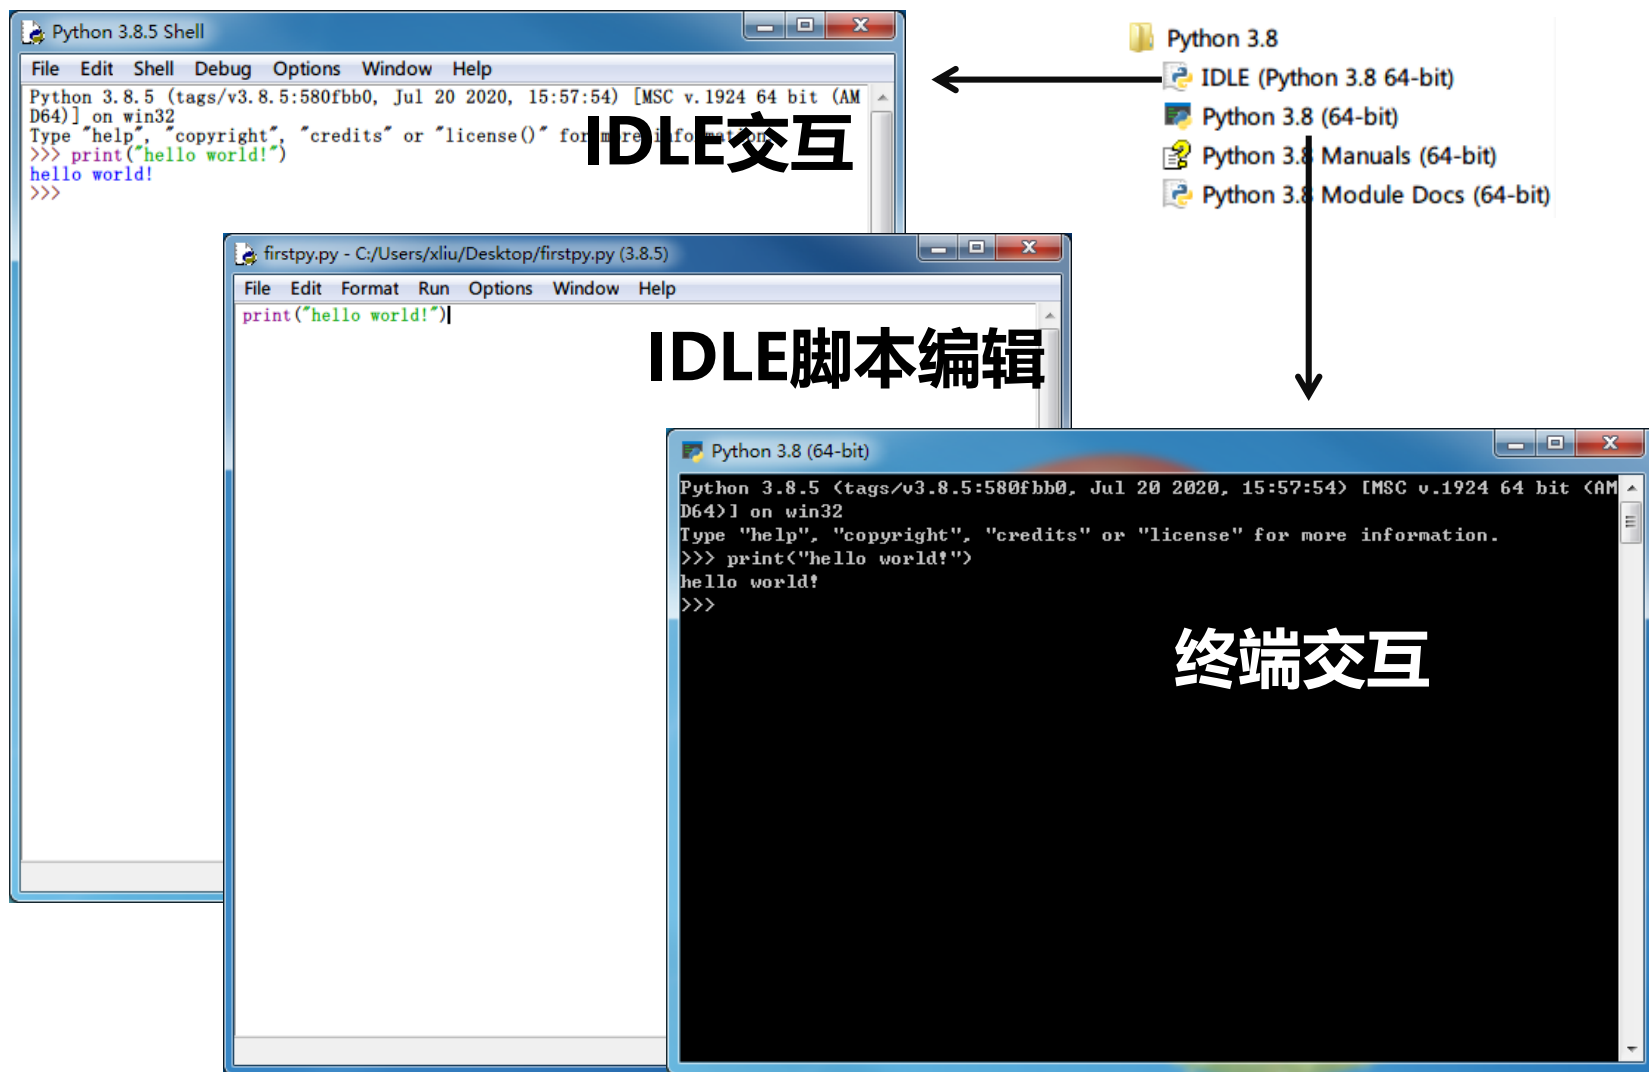 Python 3.8.5 Shell
File Edit Shell Debug Options Window Help
Python 3.8.5 (tags/v3.8.5:580fbb0, Jul 20 2020, 15:57:54) [MSC v.1924 64 bit (AM
D64)] on win32
Type "help", "copyright", "credits" or "license()" for more information.
>>> print("hello world!")
hello world!
>>>
IDLE交互
Python 3.8
IDLE (Python 3.8 64-bit)
Python 3.8 (64-bit)
Python 3.8 Manuals (64-bit)
Python 3.8 Module Docs (64-bit)
firstpy.py - C:/Users/xliu/Desktop/firstpy.py (3.8.5)
File Edit Format Run Options Window Help
print("hello world!")
IDLE脚本编辑
Python 3.8 (64-bit)
Python 3.8.5 (tags/v3.8.5:580fbb0, Jul 20 2020, 15:57:54) [MSC v.1924 64 bit (AM
D64)] on win32
Type "help", "copyright", "credits" or "license" for more information.
>>> print("hello world!")
hello world!
>>>
终端交互